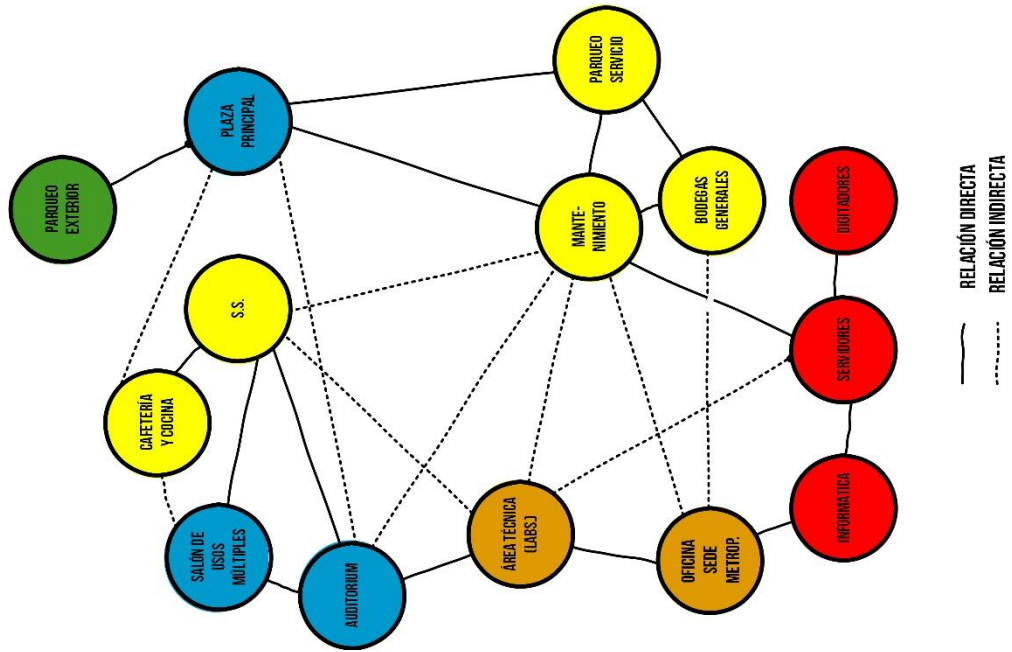 PARQUEO
EXTERIOR
PLAZA
PRINCIPAL
PARQUEO
SERVICIO
CAFETERÍA
Y COCINA
S.S.
MANTE-
NIMIENTO
BODEGAS
GENERALES
SALÓN DE
USOS
MÚLTIPLES
AUDITORIUM
ÁREA TÉCNICA
(LABS.)
OFICINA
SEDE
METROP.
INFORMATICA
SERVIDORES
DIGITADORES
RELACIÓN DIRECTA
RELACIÓN INDIRECTA